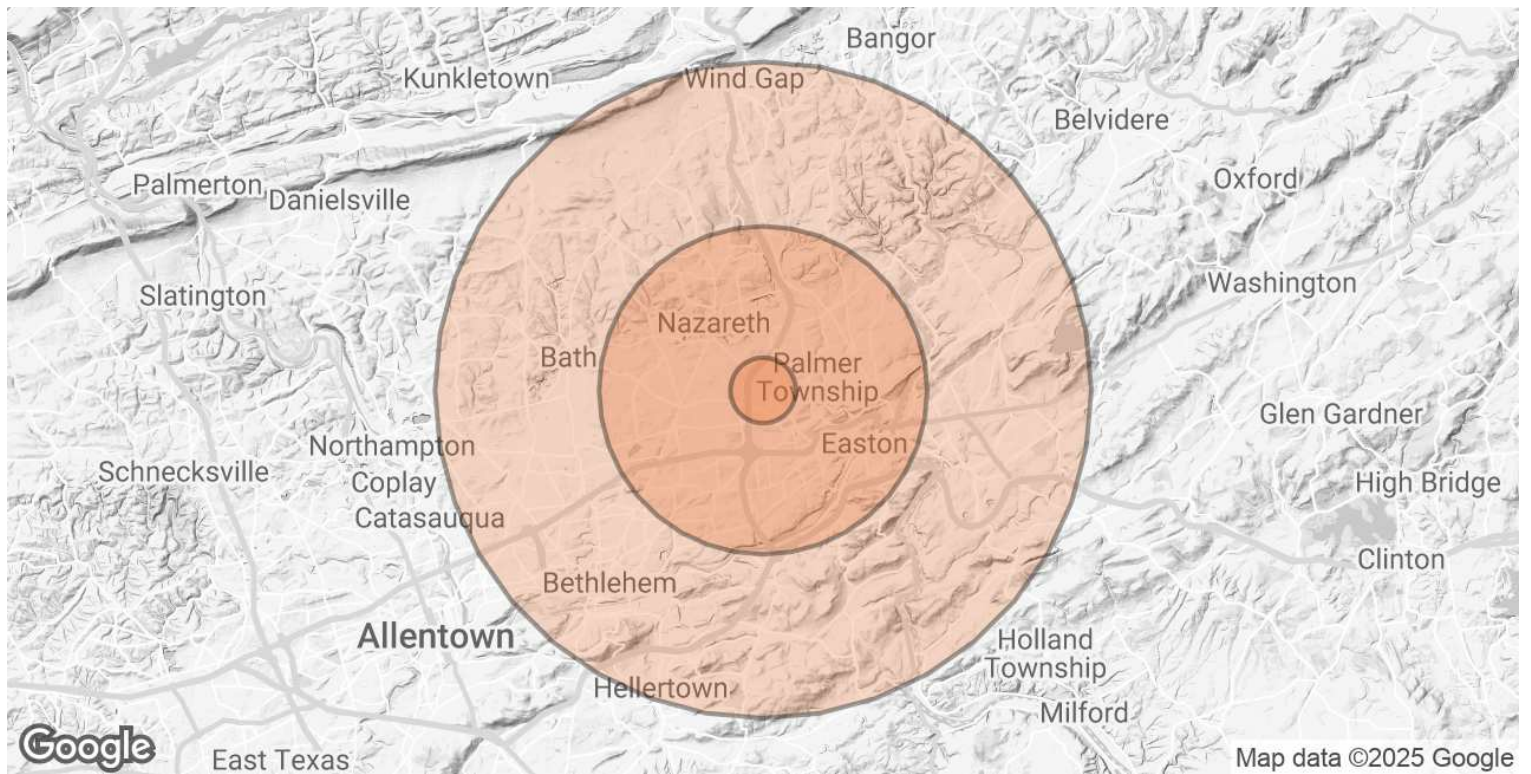 Bangor
Kunkletown
Wind Gap
Belvidere
Palmerton
Danielsville
Oxford
Slatington
Washington
Nazareth
Bath
Palmer
Township
Glen Gardner
Northampton
Easton
Schnecksville
Coplay
High Bridge
Catasauqua
Clinton
Bethlehem
Allentown
Holland
Township
Hellertown
Milford
Google
East Texas
Map data ©2025 Google